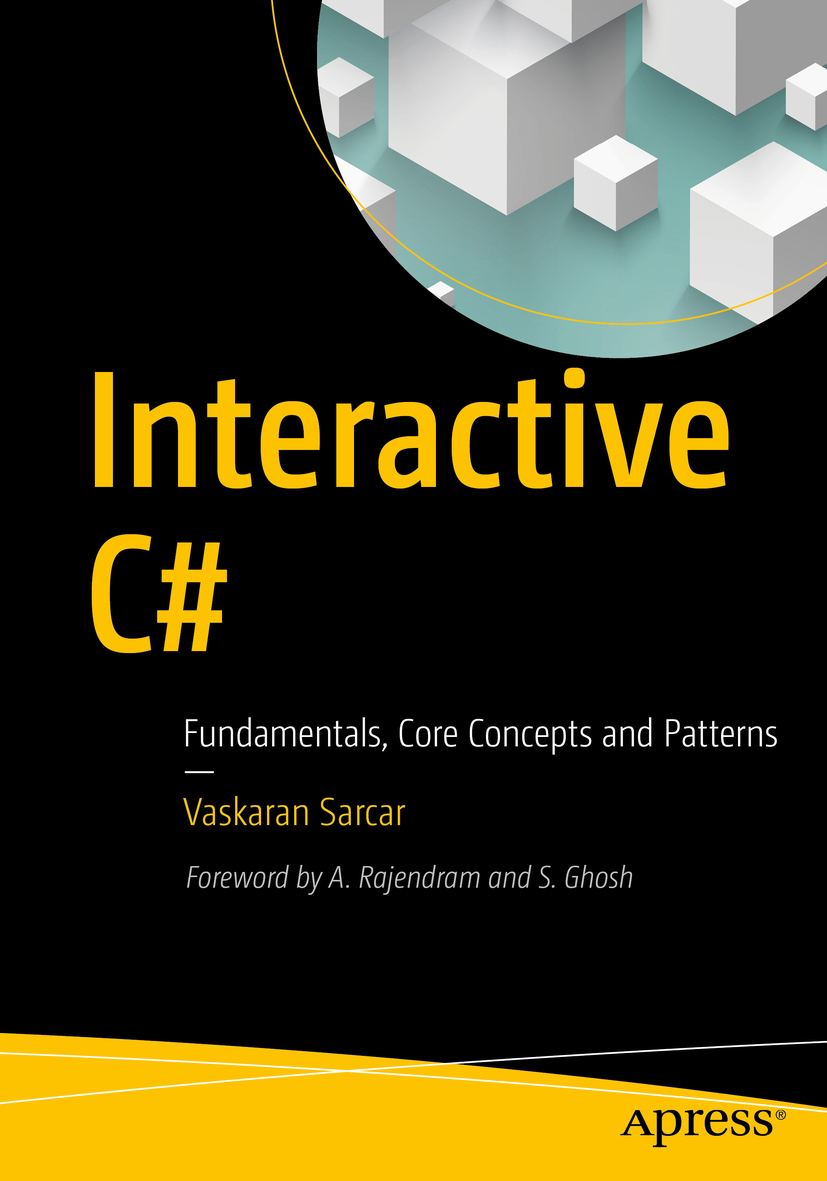 Interactive
C#
Fundamentals, Core Concepts and Patterns
—
Vaskaran Sarcar
Foreword by A. Rajendram and S. Ghosh
Apress®